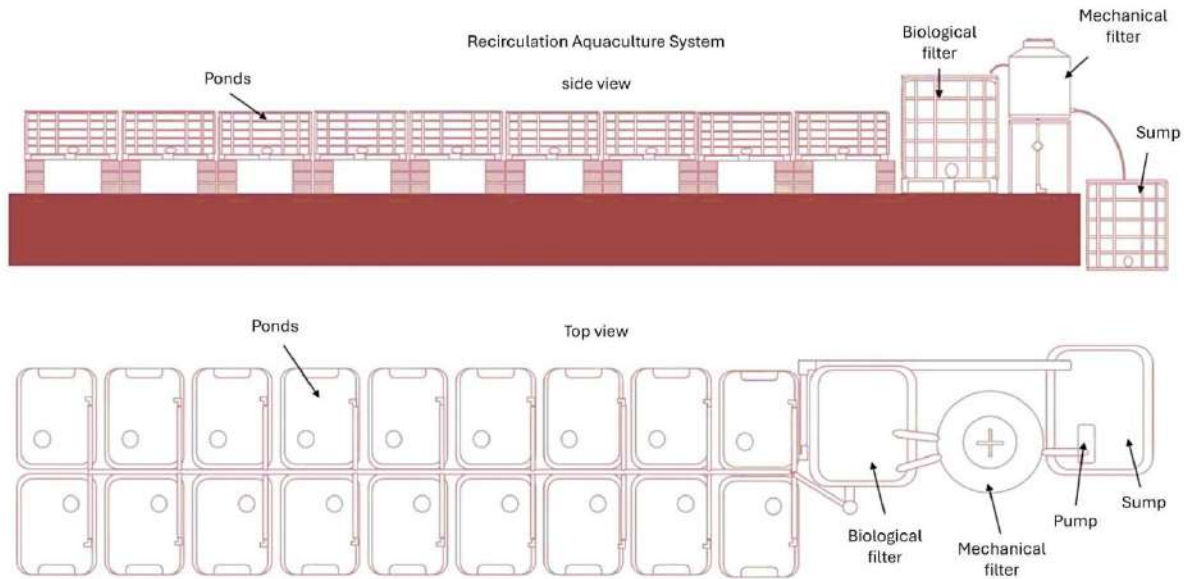 Recirculation Aquaculture System
side view
Ponds
Biological
filter
Mechanical
filter
Sump
Top view
Ponds
Biological
filter
Mechanical
filter
Pump
Sump